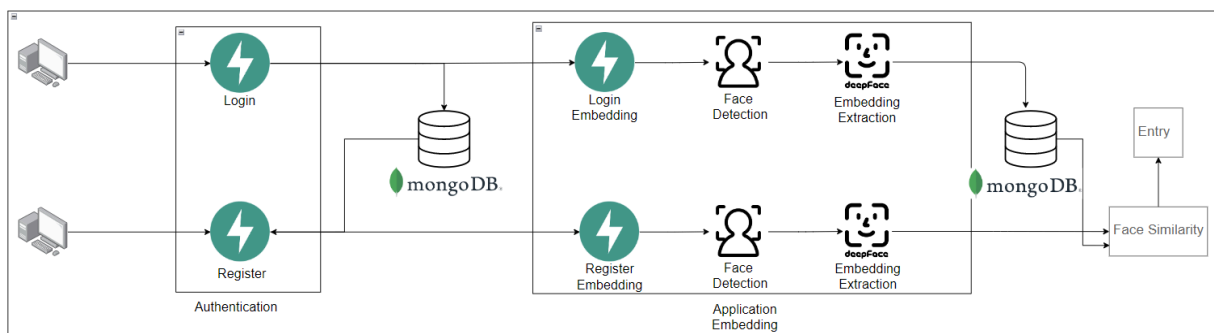 Login
Register
Authentication
mongoDB®
Login
Embedding
Face
Detection
deepFace
Embedding
Extraction
Register
Embedding
Face
Detection
deepFace
Embedding
Extraction
Application
Embedding
mongoDB®
Entry
Face Similarity